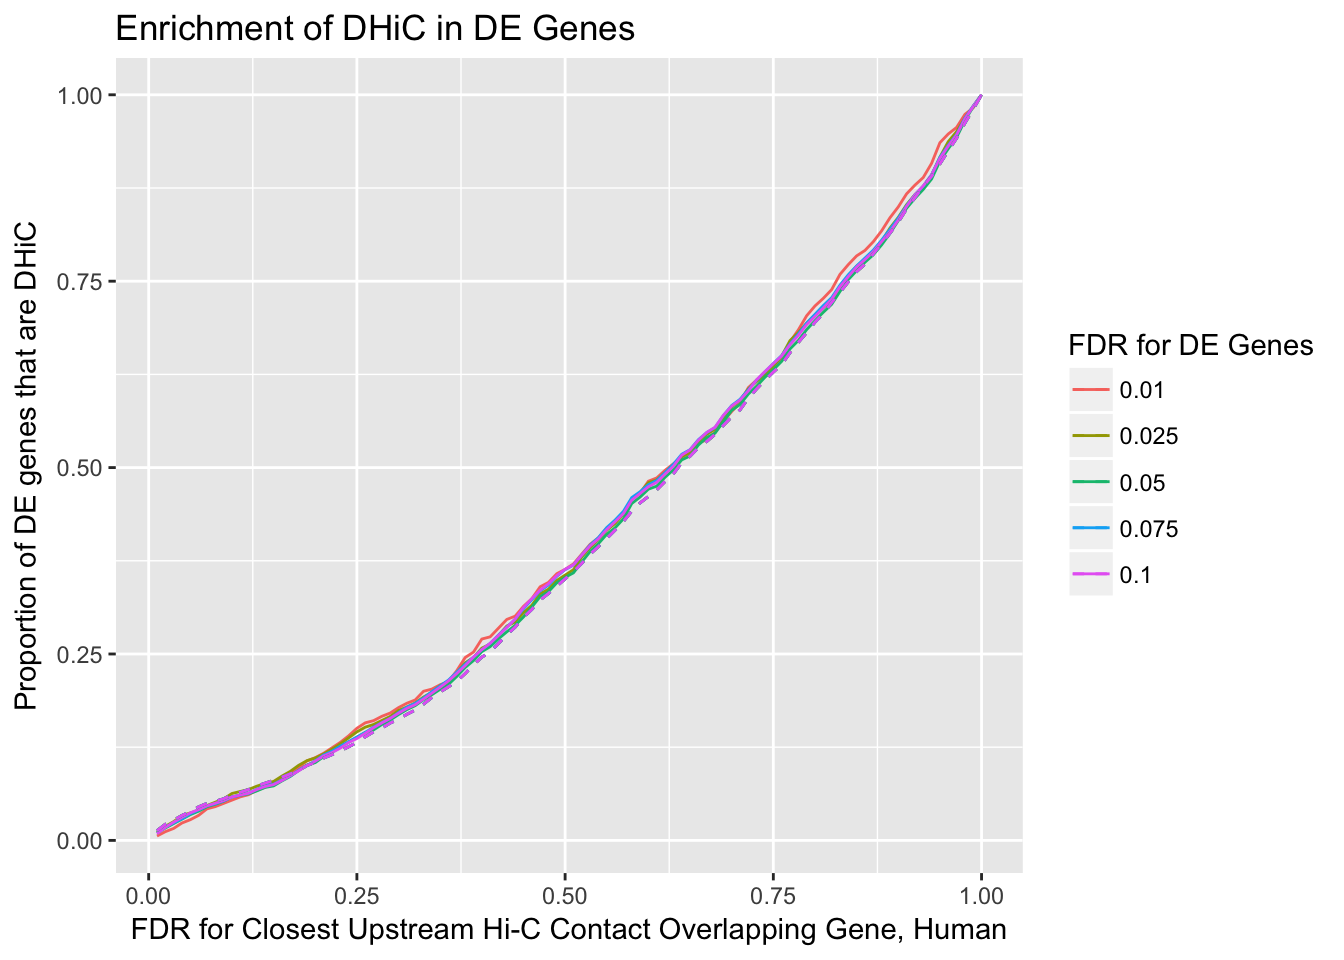 Enrichment of DHiC in DE Genes
Proportion of DE genes that are DHiC
1.00
0.75
0.50
0.25
0.00
0.00 0.25 0.50 0.75 1.00
FDR for Closest Upstream Hi-C Contact Overlapping Gene, Human
FDR for DE Genes
0.01
0.025
0.05
0.075
0.1